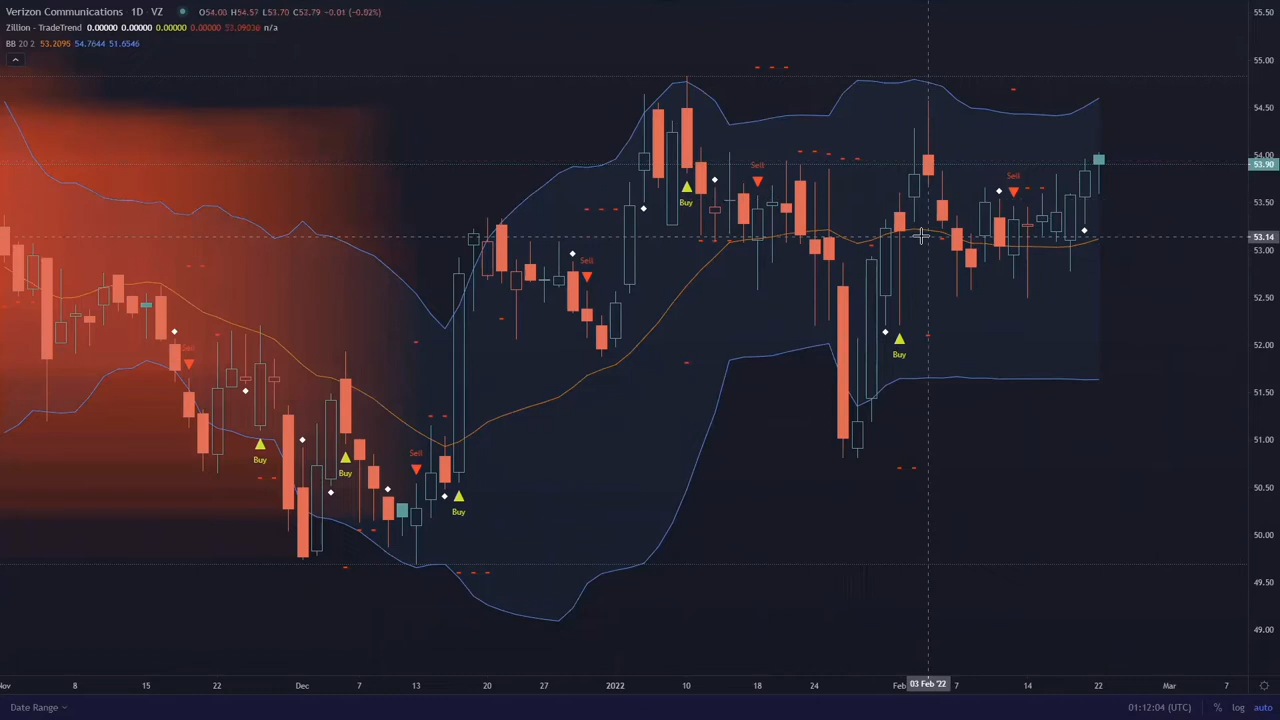 Verizon Communications 1D VZ O54.00 H54.57 L53.70 C53.79 −0.01 (−0.02%)
Zillion - TradeTrend 0.00000 0.00000 0.00000 0.00000 53.09036 n/a
BB 20 2 53.2095 54.7644 51.6546
55.50
55.00
54.50
54.00
53.90
53.50
53.14
53.00
52.50
52.00
51.50
51.00
50.50
50.00
49.50
49.00
Sell
Sell
Buy
Sell
Sell
Buy
Sell
Buy
Buy
Sell
Buy
Buy
Nov 8 15 22 Dec 7 13 20 27 2022 10 18 24 Feb 03 Feb '22 7 14 22 Mar 7
Date Range 01:12:04 (UTC) % log auto